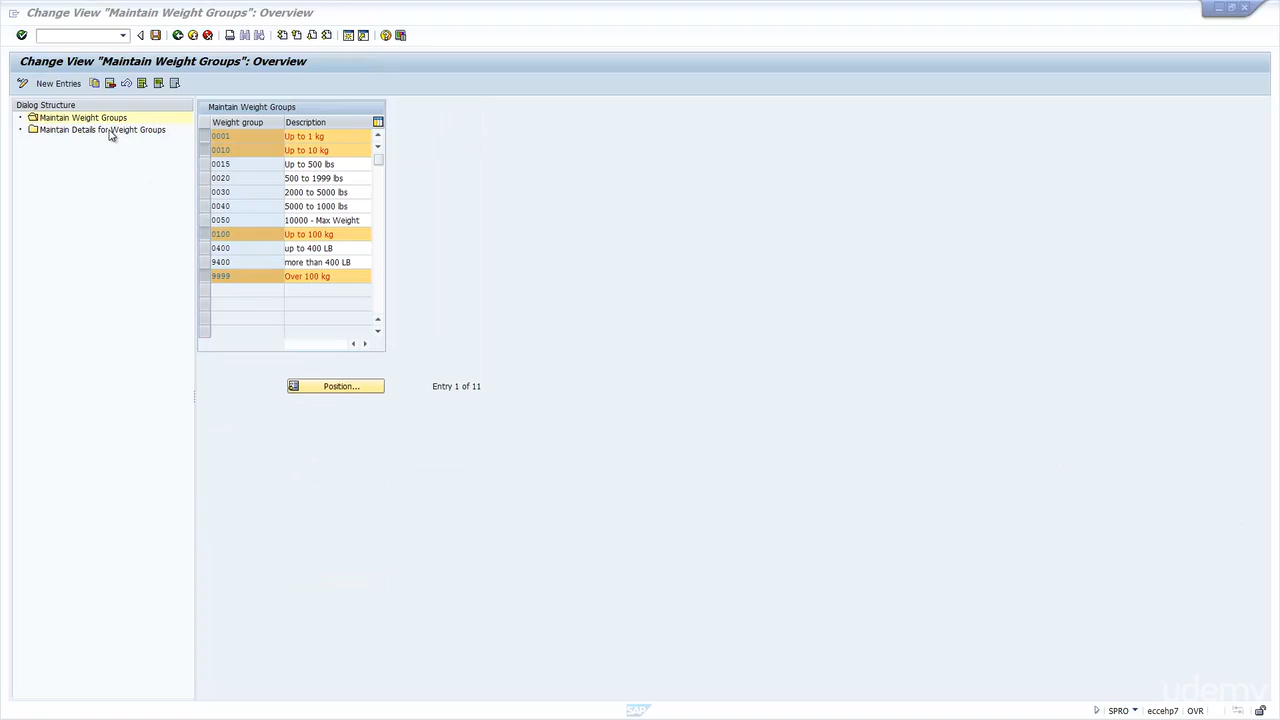 Change View "Maintain Weight Groups": Overview
Change View "Maintain Weight Groups": Overview
New Entries
Dialog Structure
Maintain Weight Groups
Maintain Details for Weight Groups
Maintain Weight Groups
Weight group Description
0001 Up to 1 kg
0010 Up to 10 kg
0015 Up to 500 lbs
0020 500 to 1999 lbs
0030 2000 to 5000 lbs
0040 5000 to 1000 lbs
0050 10000 - Max Weight
0100 Up to 100 kg
0400 up to 400 LB
9400 more than 400 LB
9999 Over 100 kg
Position...
Entry 1 of 11
udemy
SAP
SPRO
eccehp7
OVR